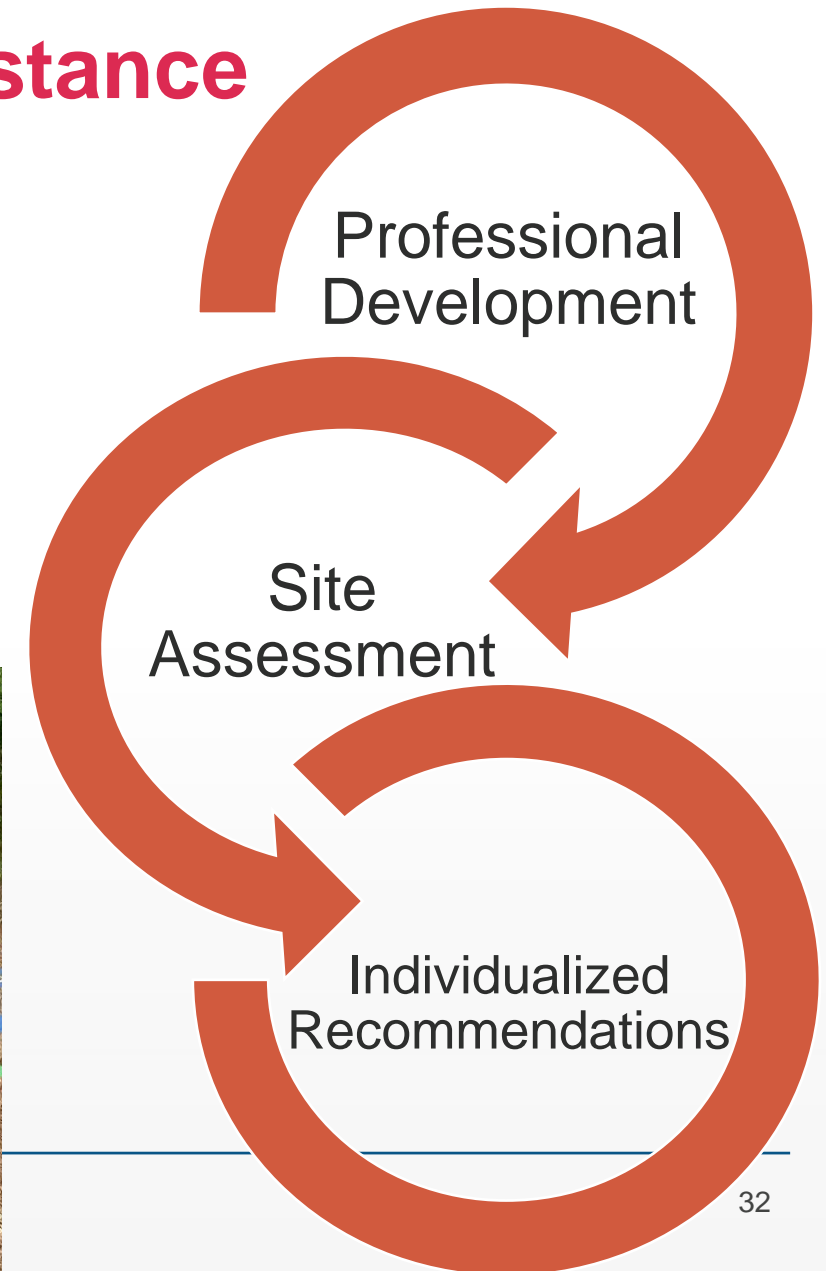 stance
Professional
Development
Site
Assessment
Individualized
Recommendations
32